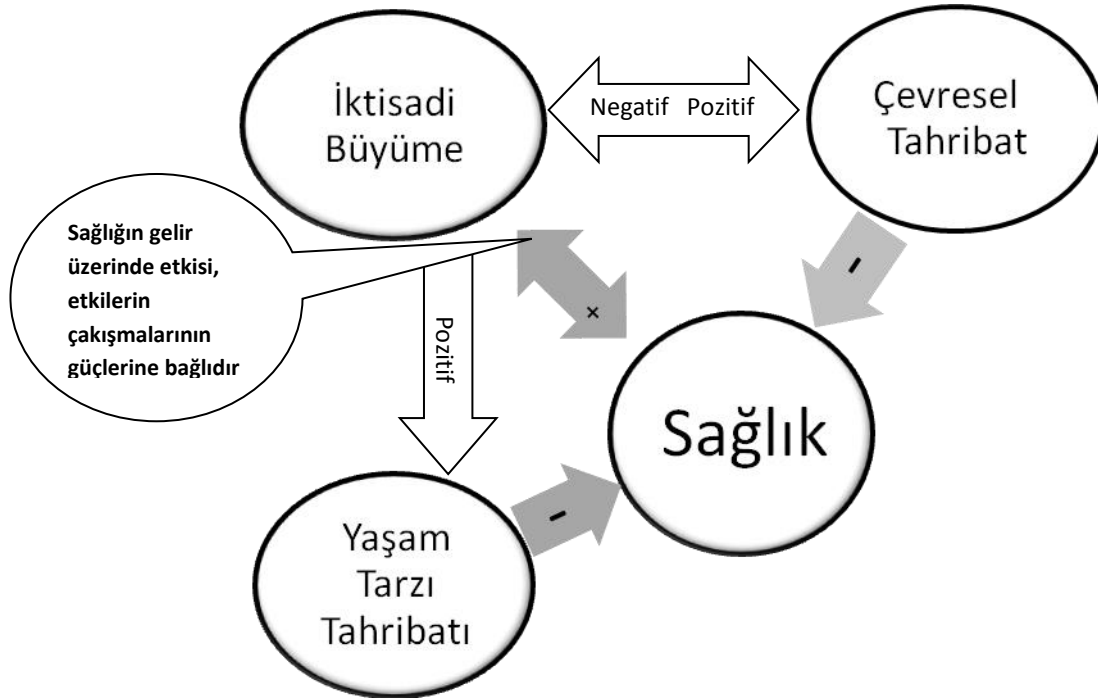 İktisadi
Büyüme
Negatif Pozitif
Çevresel
Tahribat
Sağlığın gelir
üzerinde etkisi,
etkilerin
çakışmalarının
güçlerine bağlıdır
Pozitif
×
-
Sağlık
-
Yaşam
Tarzı
Tahribatı